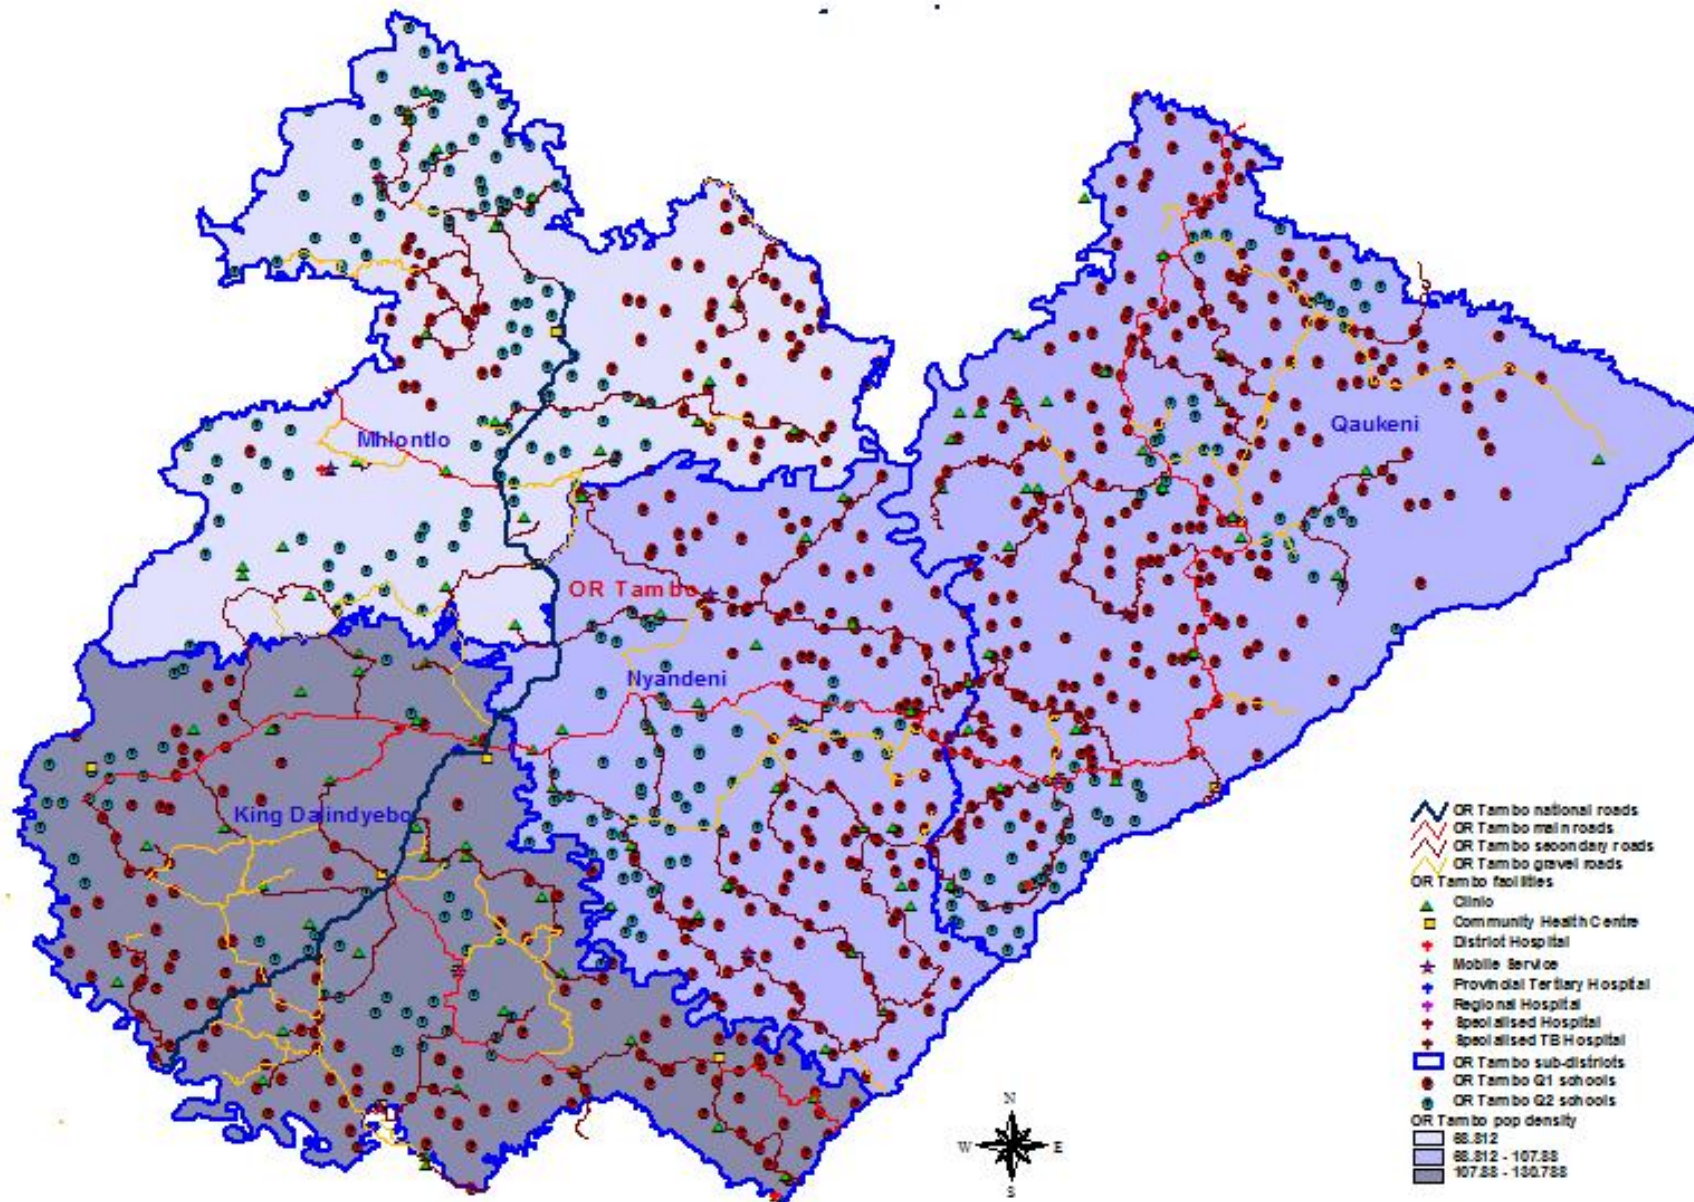 Qaukeni
Mhlontlo
OR Tambo
Nyandeni
King Dalindyebo
OR Tambo national roads
OR Tambo main roads
OR Tambo secondary roads
OR Tambo gravel roads
OR Tambo facilities
Clinic
Community Health Centre
District Hospital
Mobile Service
Provincial Tertiary Hospital
Regional Hospital
Specialised Hospital
Specialised TB Hospital
OR Tambo sub-districts
OR Tambo Q1 schools
OR Tambo Q2 schools
OR Tambo pop density
68.812
68.812 - 107.88
107.88 - 130.788
N
W E
S